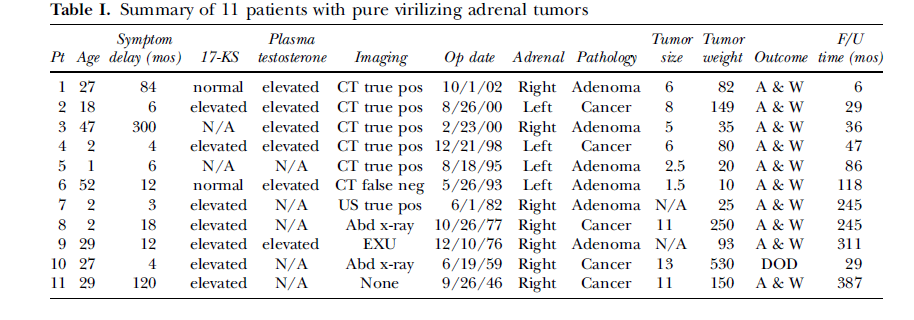 Table I. Summary of 11 patients with pure virilizing adrenal tumors
Symptom Plasma Tumor Tumor F/U
Pt Age delay (mos) 17-KS testosterone Imaging Op date Adrenal Pathology size weight Outcome time (mos)
1 27 84 normal elevated CT true pos 10/1/02 Right Adenoma 6 82 A & W 6
2 18 6 elevated elevated CT true pos 8/26/00 Left Cancer 8 149 A & W 29
3 47 300 N/A elevated CT true pos 2/23/00 Right Adenoma 5 35 A & W 36
4 2 4 elevated elevated CT true pos 12/21/98 Left Cancer 6 80 A & W 47
5 1 6 N/A N/A CT true pos 8/18/95 Left Adenoma 2.5 20 A & W 86
6 52 12 normal elevated CT false neg 5/26/93 Left Adenoma 1.5 10 A & W 118
7 2 3 elevated N/A US true pos 6/1/82 Right Adenoma N/A 25 A & W 245
8 2 18 elevated N/A Abd x-ray 10/26/77 Right Cancer 11 250 A & W 245
9 29 12 elevated elevated EXU 12/10/76 Right Adenoma N/A 93 A & W 311
10 27 4 elevated N/A Abd x-ray 6/19/59 Right Cancer 13 530 DOD 29
11 29 120 elevated N/A None 9/26/46 Right Cancer 11 150 A & W 387